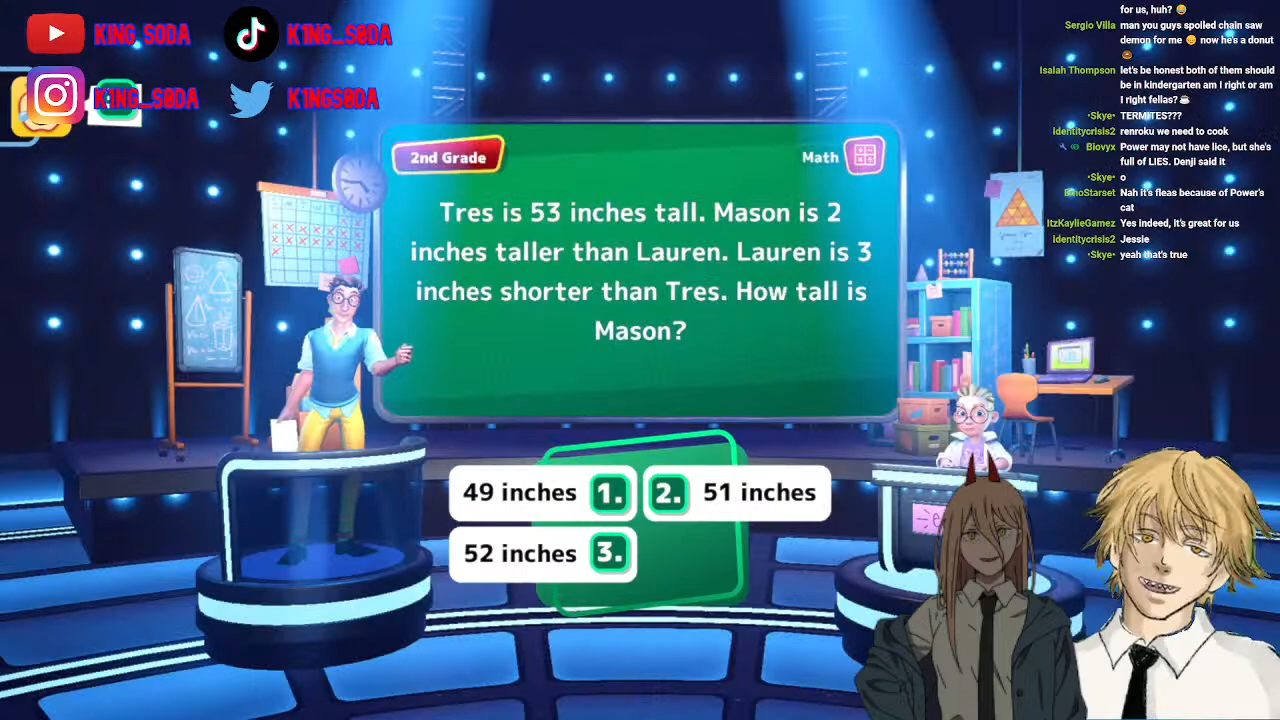 KING SODA
K1NG_S0DA
K1NG_S0DA
K1NGS0DA
2nd Grade
Math
Tres is 53 inches tall. Mason is 2
inches taller than Lauren. Lauren is 3
inches shorter than Tres. How tall is
Mason?
49 inches 1.
2. 51 inches
52 inches 3.
for us, huh? 😄
Sergio Villa man you guys spoiled chain saw
demon for me 😔 now he's a donut
🍩
Isaiah Thompson let's be honest both of them should
be in kindergarten am I right or am
I right fellas? ☕
•Skye• TERMITES???
identitycrisis2 renroku we need to cook
Biovyx Power may not have lice, but she's
full of LIES. Denji said it
•Skye• o
Nah it's fleas because of Power's
cat
ItzKaylieGamez Yes indeed, it's great for us
identitycrisis2 Jessie
•Skye• yeah that's true